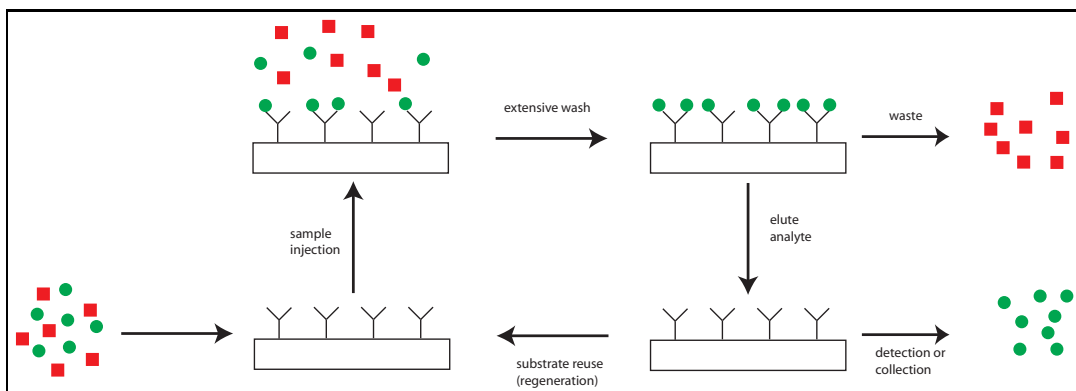 extensive wash
waste
sample
injection
elute
analyte
substrate reuse
(regeneration)
detection or
collection